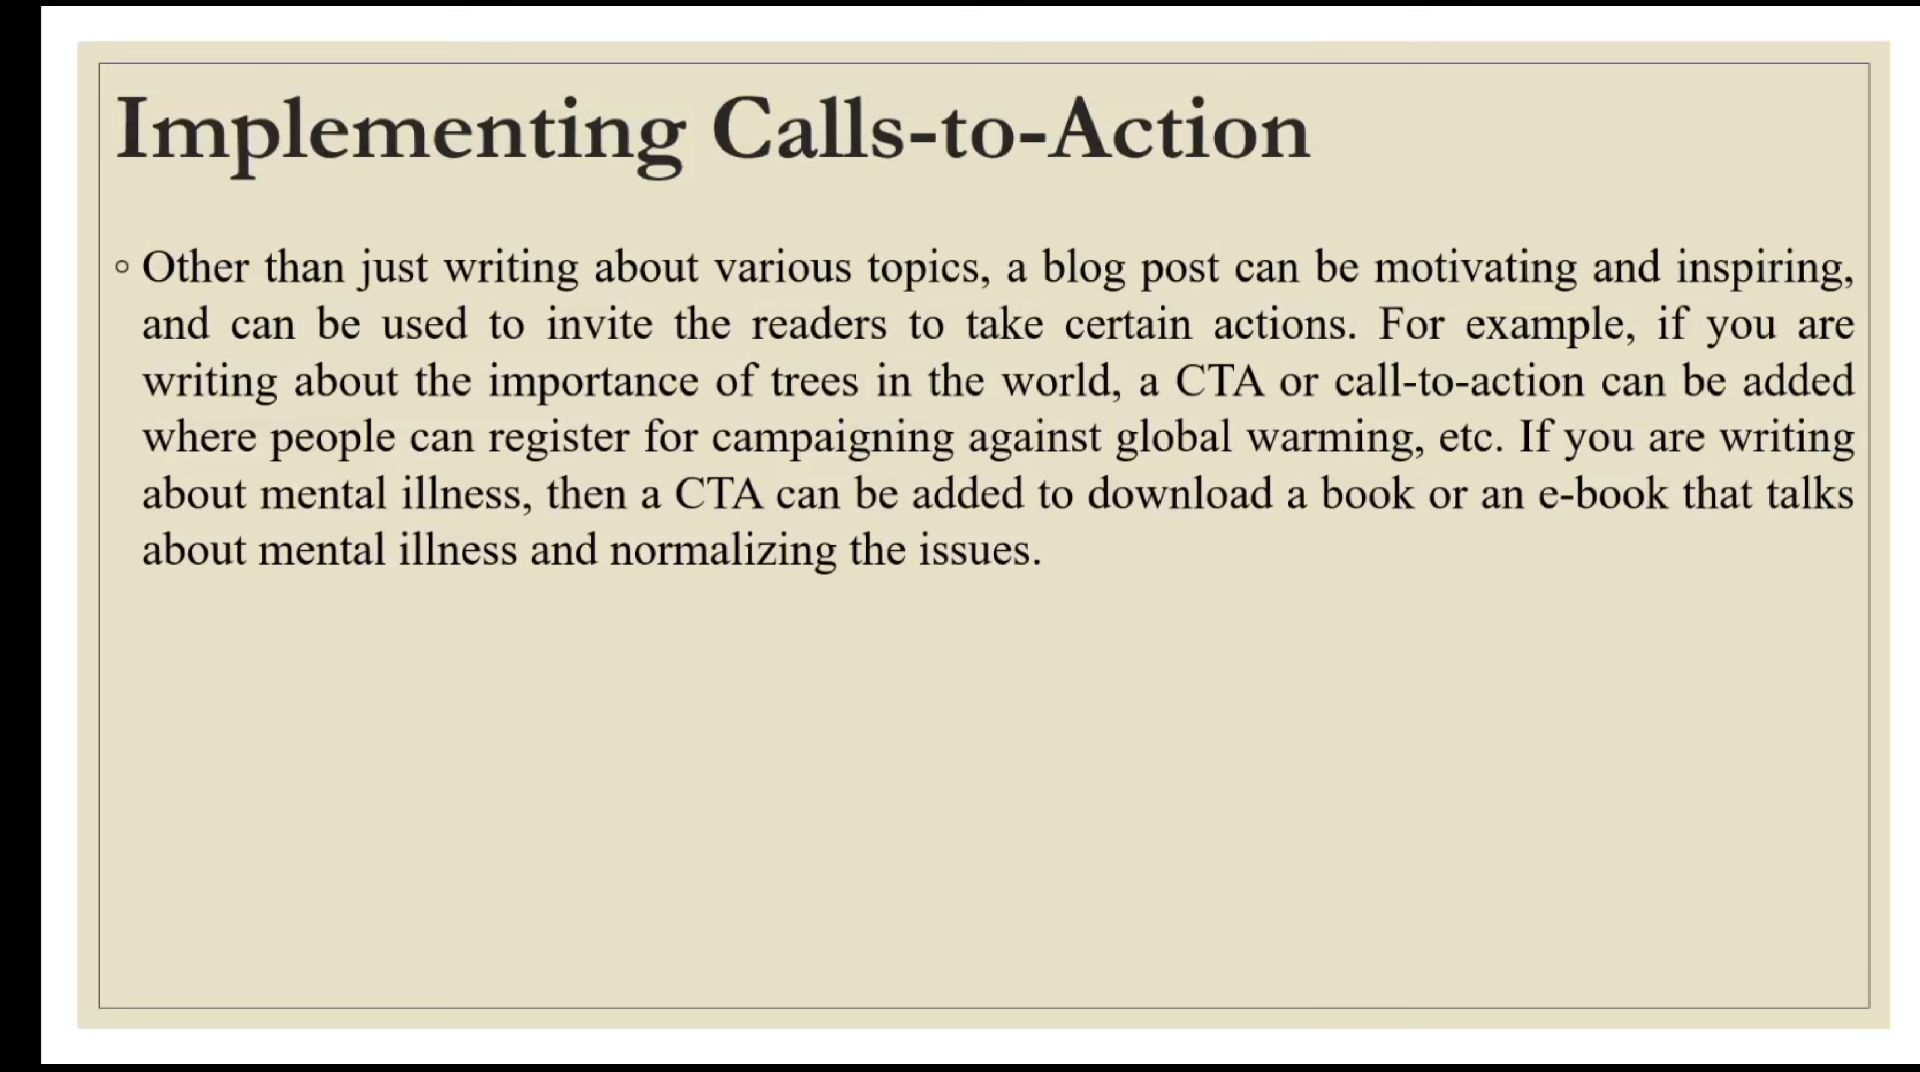 Implementing Calls-to-Action
◦ Other than just writing about various topics, a blog post can be motivating and inspiring,
and can be used to invite the readers to take certain actions. For example, if you are
writing about the importance of trees in the world, a CTA or call-to-action can be added
where people can register for campaigning against global warming, etc. If you are writing
about mental illness, then a CTA can be added to download a book or an e-book that talks
about mental illness and normalizing the issues.